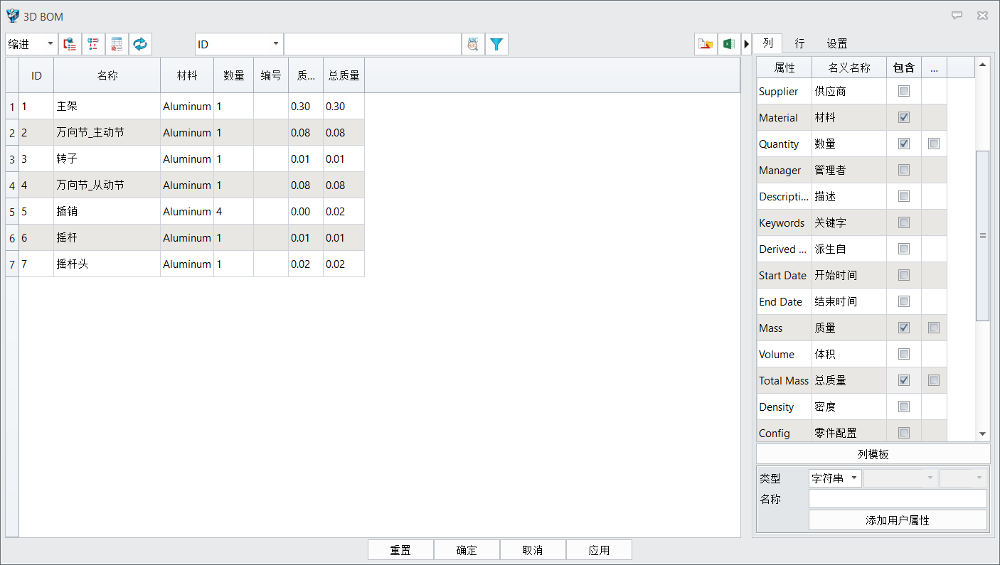 3D BOM
缩进 ID ABC 列 行 设置
ID 名称 材料 数量 编号 质... 总质量
1 1 主架 Aluminum 1 0.30 0.30
2 2 万向节_主动节 Aluminum 1 0.08 0.08
3 3 转子 Aluminum 1 0.01 0.01
4 4 万向节_从动节 Aluminum 1 0.08 0.08
5 5 插销 Aluminum 4 0.00 0.02
6 6 摇杆 Aluminum 1 0.01 0.01
7 7 摇杆头 Aluminum 1 0.02 0.02
属性 名义名称 包含 ...
Supplier 供应商
Material 材料
Quantity 数量
Manager 管理者
Descripti... 描述
Keywords 关键字
Derived ... 派生自
Start Date 开始时间
End Date 结束时间
Mass 质量
Volume 体积
Total Mass 总质量
Density 密度
Config 零件配置
列模板
类型 字符串
名称
添加用户属性
重置 确定 取消 应用